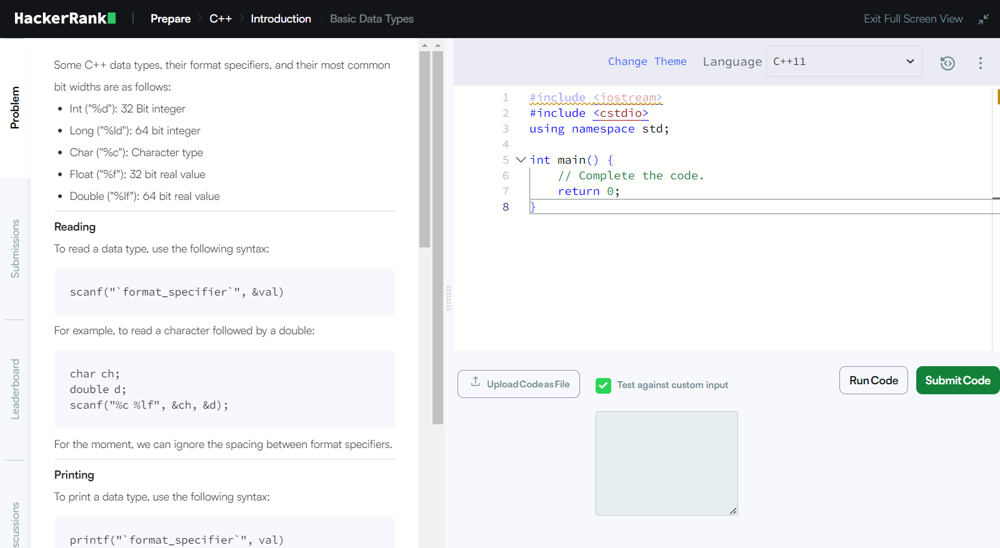 HackerRank
Prepare > C++ > Introduction > Basic Data Types
Exit Full Screen View
Problem
Submissions
Leaderboard
scussions
Some C++ data types, their format specifiers, and their most common
bit widths are as follows:
• Int ("%d"): 32 Bit integer
• Long ("%ld"): 64 bit integer
• Char ("%c"): Character type
• Float ("%f"): 32 bit real value
• Double ("%lf"): 64 bit real value
Reading
To read a data type, use the following syntax:
scanf("`format_specifier`", &val)
For example, to read a character followed by a double:
char ch;
double d;
scanf("%c %lf", &ch, &d);
For the moment, we can ignore the spacing between format specifiers.
Printing
To print a data type, use the following syntax:
printf("`format_specifier`", val)
Change Theme Language C++11
1 #include <iostream>
2 #include <cstdio>
3 using namespace std;
4
5 int main() {
6 // Complete the code.
7 return 0;
8 }
Upload Code as File
Test against custom input
Run Code
Submit Code